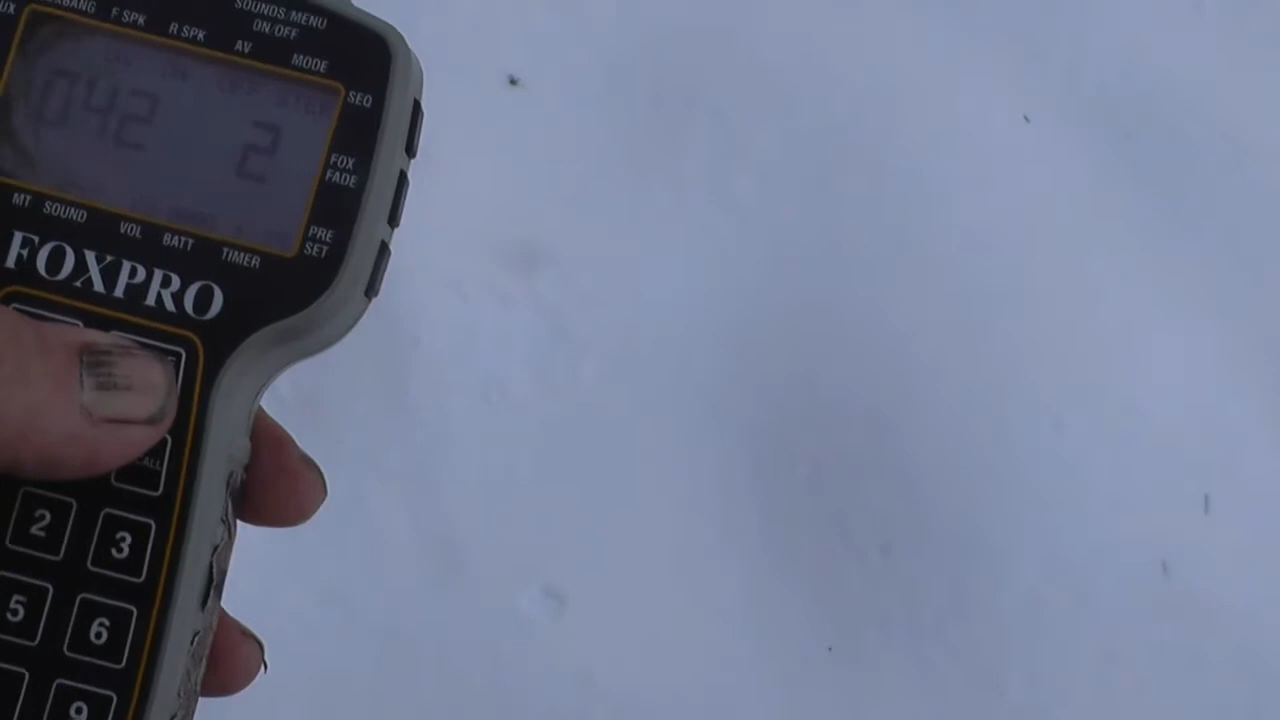 SOUNDS/MENU
ON/OFF
F SPK
R SPK
AV
MODE
SEQ
042 2
FOX
FADE
PRE
SET
MT SOUND
VOL
BATT
TIMER
FOXPRO
2
3
5
6
9